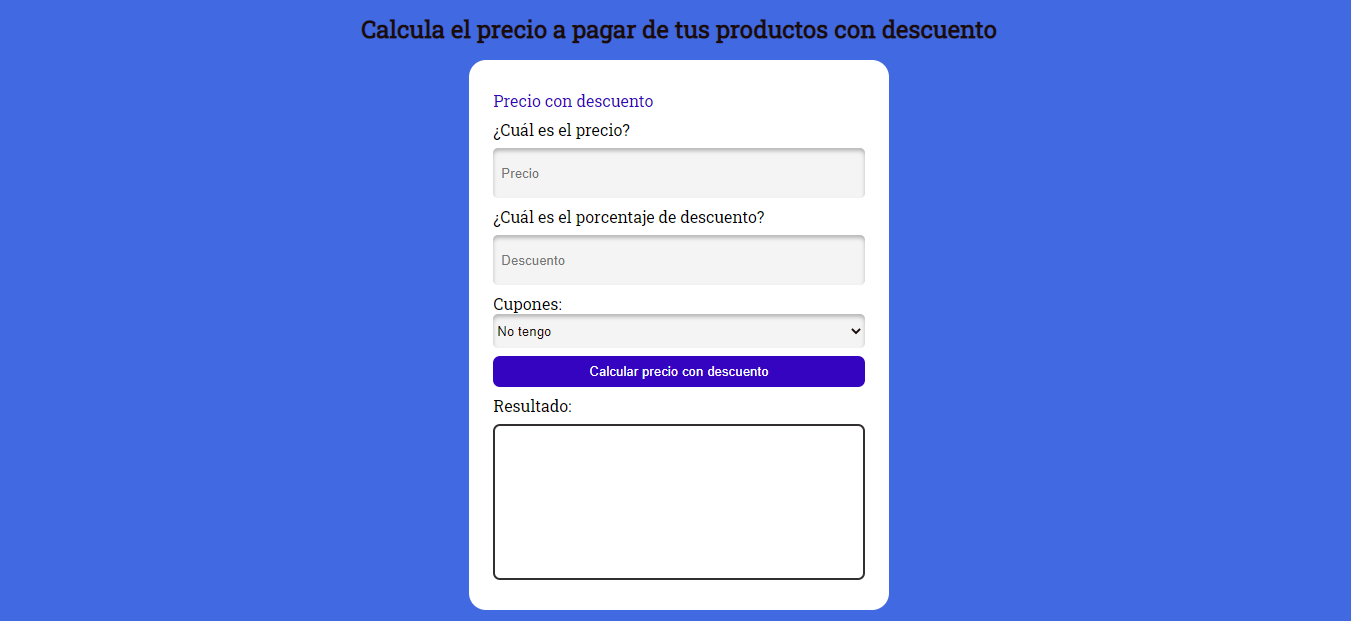 Calcula el precio a pagar de tus productos con descuento
Precio con descuento
¿Cuál es el precio?
Precio
¿Cuál es el porcentaje de descuento?
Descuento
Cupones:
No tengo
Calcular precio con descuento
Resultado: